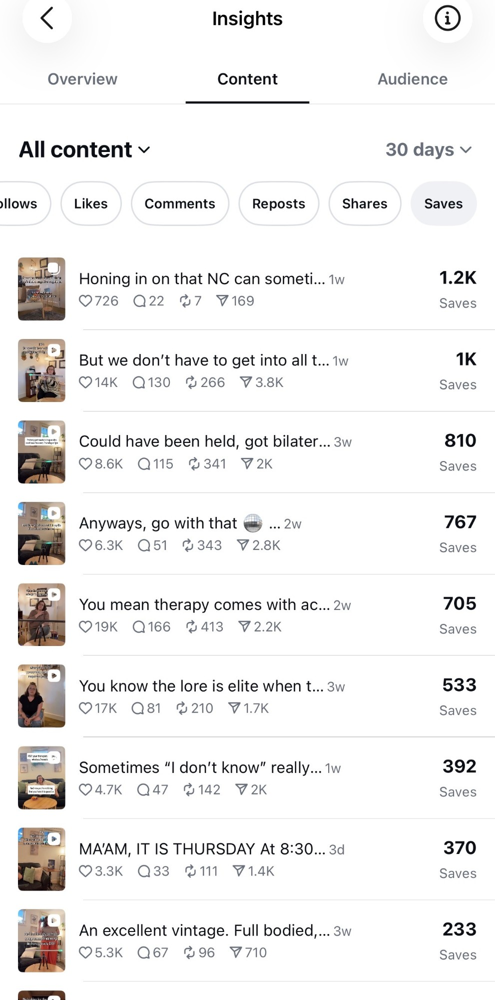 Insights
Overview
Content
Audience
All content
30 days
ollows
Likes
Comments
Reposts
Shares
Saves
Honing in on that NC can someti... 1w
726 22 7 169
1.2K
Saves
But we don’t have to get into all t... 1w
14K 130 266 3.8K
1K
Saves
Could have been held, got bilater... 3w
8.6K 115 341 2K
810
Saves
Anyways, go with that ... 2w
6.3K 51 343 2.8K
767
Saves
You mean therapy comes with ac... 2w
19K 166 413 2.2K
705
Saves
You know the lore is elite when t... 3w
17K 81 210 1.7K
533
Saves
Sometimes “I don’t know” really... 1w
4.7K 47 142 2K
392
Saves
MA’AM, IT IS THURSDAY At 8:30... 3d
3.3K 33 111 1.4K
370
Saves
An excellent vintage. Full bodied,... 3w
5.3K 67 96 710
233
Saves